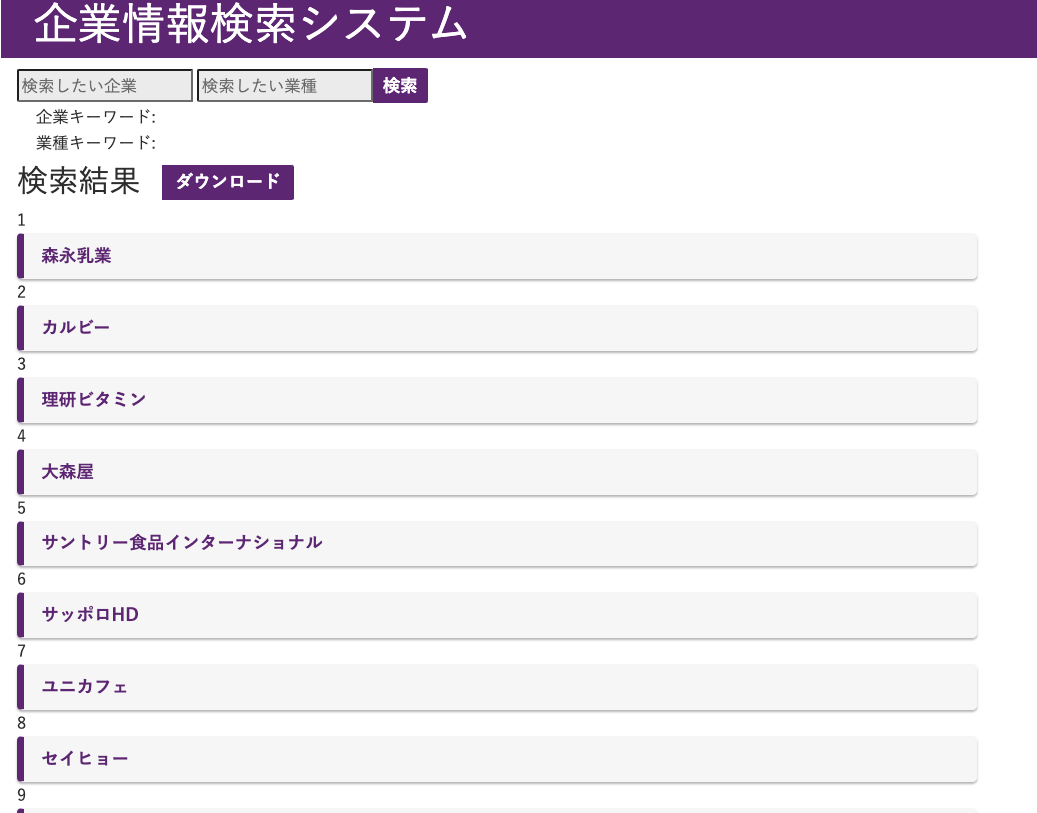 企業情報検索システム
検索したい企業 検索したい業種 検索
企業キーワード:
業種キーワード:
検索結果 ダウンロード
1
森永乳業
2
カルビー
3
理研ビタミン
4
大森屋
5
サントリー食品インターナショナル
6
サッポロHD
7
ユニカフェ
8
セイヒョー
9